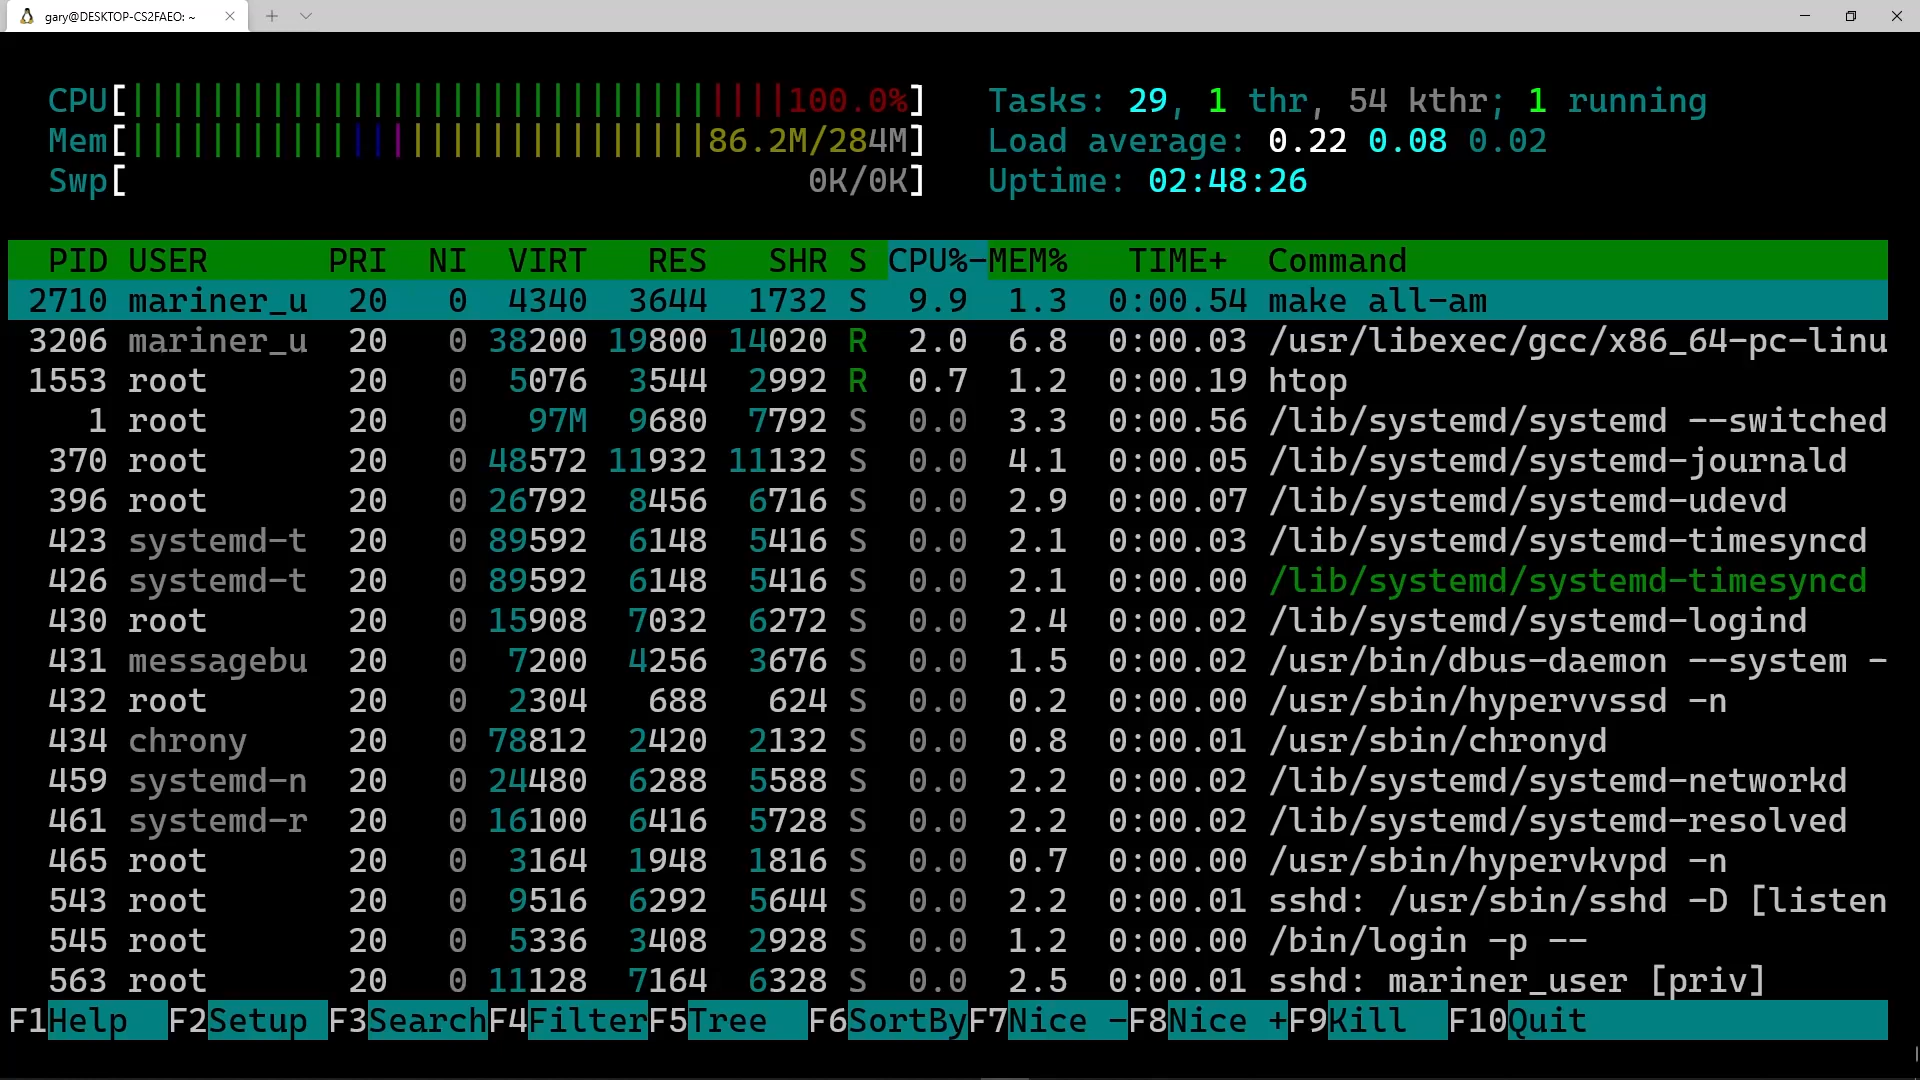 gary@DESKTOP-CS2FAEO: ~
CPU[|||||||||||||||||||||||||||||||||100.0%] Tasks: 29, 1 thr, 54 kthr; 1 running
Mem[|||||||||||||||||||||||||||||86.2M/284M] Load average: 0.22 0.08 0.02
Swp[ 0K/0K] Uptime: 02:48:26
PID USER PRI NI VIRT RES SHR S CPU%-MEM% TIME+ Command
2710 mariner_u 20 0 4340 3644 1732 S 9.9 1.3 0:00.54 make all-am
3206 mariner_u 20 0 38200 19800 14020 R 2.0 6.8 0:00.03 /usr/libexec/gcc/x86_64-pc-linu
1553 root 20 0 5076 3544 2992 R 0.7 1.2 0:00.19 htop
1 root 20 0 97M 9680 7792 S 0.0 3.3 0:00.56 /lib/systemd/systemd --switched
370 root 20 0 48572 11932 11132 S 0.0 4.1 0:00.05 /lib/systemd/systemd-journald
396 root 20 0 26792 8456 6716 S 0.0 2.9 0:00.07 /lib/systemd/systemd-udevd
423 systemd-t 20 0 89592 6148 5416 S 0.0 2.1 0:00.03 /lib/systemd/systemd-timesyncd
426 systemd-t 20 0 89592 6148 5416 S 0.0 2.1 0:00.00 /lib/systemd/systemd-timesyncd
430 root 20 0 15908 7032 6272 S 0.0 2.4 0:00.02 /lib/systemd/systemd-logind
431 messagebu 20 0 7200 4256 3676 S 0.0 1.5 0:00.02 /usr/bin/dbus-daemon --system -
432 root 20 0 2304 688 624 S 0.0 0.2 0:00.00 /usr/sbin/hypervvssd -n
434 chrony 20 0 78812 2420 2132 S 0.0 0.8 0:00.01 /usr/sbin/chronyd
459 systemd-n 20 0 24480 6288 5588 S 0.0 2.2 0:00.02 /lib/systemd/systemd-networkd
461 systemd-r 20 0 16100 6416 5728 S 0.0 2.2 0:00.02 /lib/systemd/systemd-resolved
465 root 20 0 3164 1948 1816 S 0.0 0.7 0:00.00 /usr/sbin/hypervkvpd -n
543 root 20 0 9516 6292 5644 S 0.0 2.2 0:00.01 sshd: /usr/sbin/sshd -D [listen
545 root 20 0 5336 3408 2928 S 0.0 1.2 0:00.00 /bin/login -p --
563 root 20 0 11128 7164 6328 S 0.0 2.5 0:00.01 sshd: mariner_user [priv]
F1Help F2Setup F3SearchF4FilterF5Tree F6SortByF7Nice -F8Nice +F9Kill F10Quit